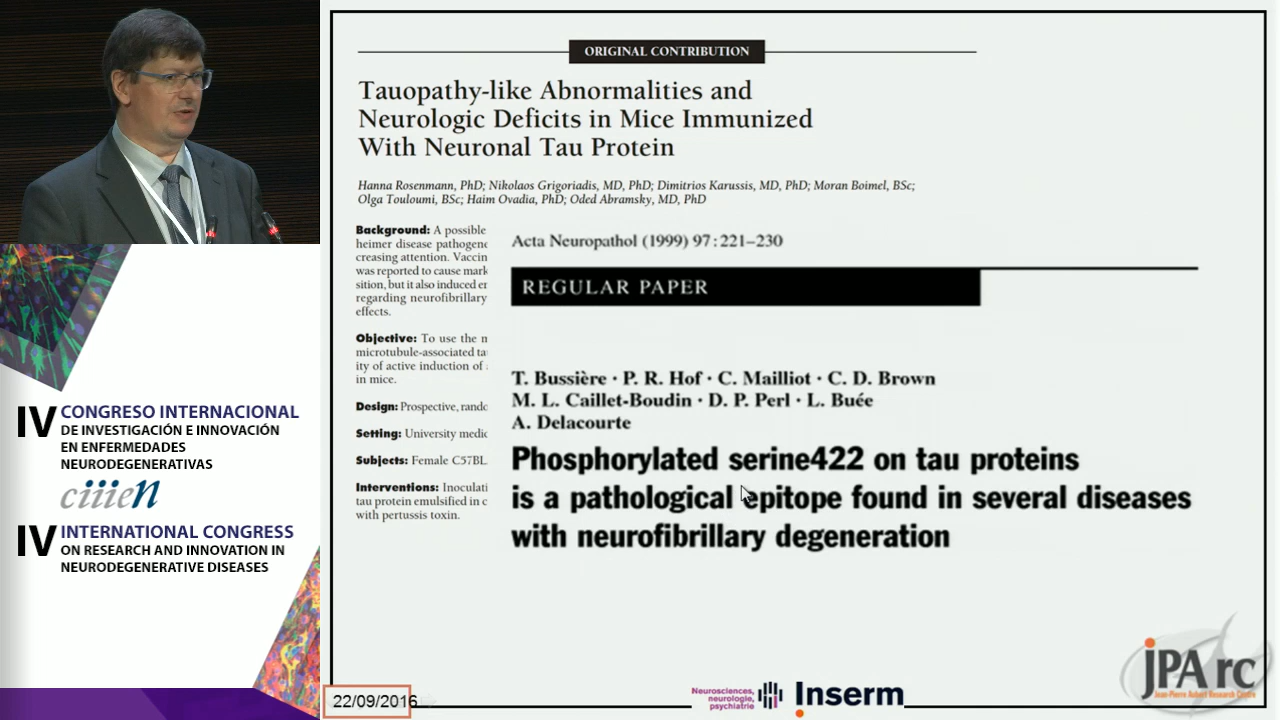 ORIGINAL CONTRIBUTION
Tauopathy-like Abnormalities and
Neurologic Deficits in Mice Immunized
With Neuronal Tau Protein
Hanna Rosenmann, PhD; Nikolaos Grigoriadis, MD, PhD; Dimitrios Karussis, MD, PhD; Moran Boimel, BSc;
Olga Touloumi, BSc; Haim Ovadia, PhD; Oded Abramsky, MD, PhD
Background: A possible
heimer disease pathogene
creasing attention. Vaccin
was reported to cause mark
sition, but it also induced er
regarding neurofibrillary
effects.
Objective: To use the n
microtubule-associated ta
ity of active induction of
in mice.
Design: Prospective, rando
Setting: University medic
Subjects: Female C57BL
Interventions: Inoculati
tau protein emulsified in c
with pertussis toxin.
Acta Neuropathol (1999) 97:221–230
REGULAR PAPER
T. Bussière · P. R. Hof · C. Mailliot · C. D. Brown
M. L. Caillet-Boudin · D. P. Perl · L. Buée
A. Delacourte
Phosphorylated serine422 on tau proteins
is a pathological epitope found in several diseases
with neurofibrillary degeneration
IV CONGRESO INTERNACIONAL
DE INVESTIGACIÓN E INNOVACIÓN
EN ENFERMEDADES
NEURODEGENERATIVAS
ciiien
IV INTERNATIONAL CONGRESS
ON RESEARCH AND INNOVATION IN
NEURODEGENERATIVE DISEASES
22/09/2016
Neurosciences,
neurologie,
psychiatrie
Inserm
JPArc
Jean-Pierre Aubert Research Centre